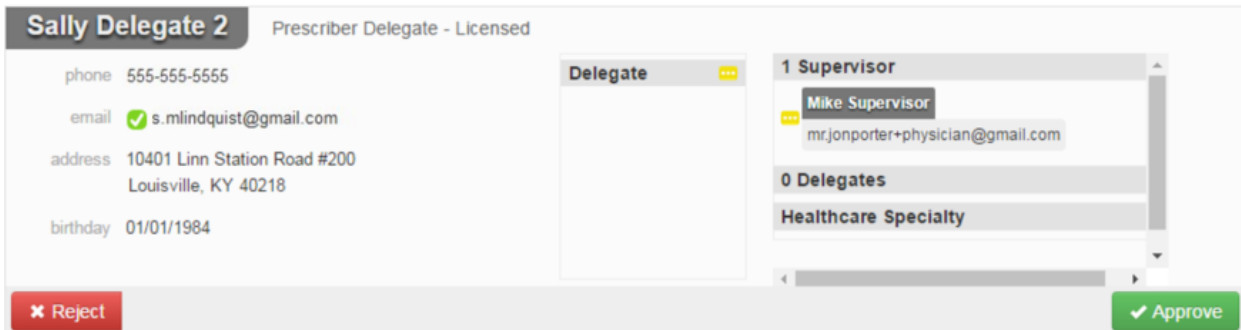 Sally Delegate 2 Prescriber Delegate - Licensed
phone 555-555-5555
email s.mlindquist@gmail.com
address 10401 Linn Station Road #200
Louisville, KY 40218
birthday 01/01/1984
Delegate
1 Supervisor
Mike Supervisor
mr.jonporter+physician@gmail.com
0 Delegates
Healthcare Specialty
Reject
Approve